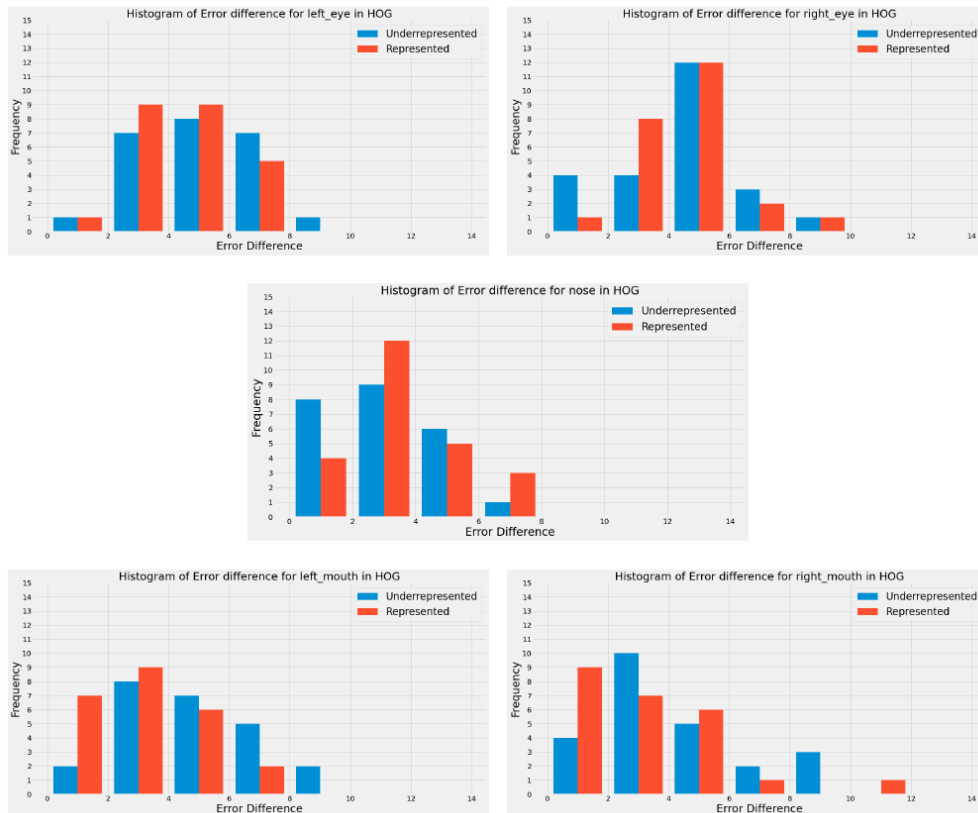 Histogram of Error difference for left_eye in HOG
15
14
13
12
11
10
9
8
7
6
5
4
3
2
1
0
Frequency
Underrepresented
Represented
0 2 4 6 8 10 12 14
Error Difference
Histogram of Error difference for right_eye in HOG
15
14
13
12
11
10
9
8
7
6
5
4
3
2
1
0
Frequency
Underrepresented
Represented
0 2 4 6 8 10 12 14
Error Difference
Histogram of Error difference for nose in HOG
15
14
13
12
11
10
9
8
7
6
5
4
3
2
1
0
Frequency
Underrepresented
Represented
0 2 4 6 8 10 12 14
Error Difference
Histogram of Error difference for left_mouth in HOG
15
14
13
12
11
10
9
8
7
6
5
4
3
2
1
0
Frequency
Underrepresented
Represented
0 2 4 6 8 10 12 14
Error Difference
Histogram of Error difference for right_mouth in HOG
15
14
13
12
11
10
9
8
7
6
5
4
3
2
1
0
Frequency
Underrepresented
Represented
0 2 4 6 8 10 12 14
Error Difference